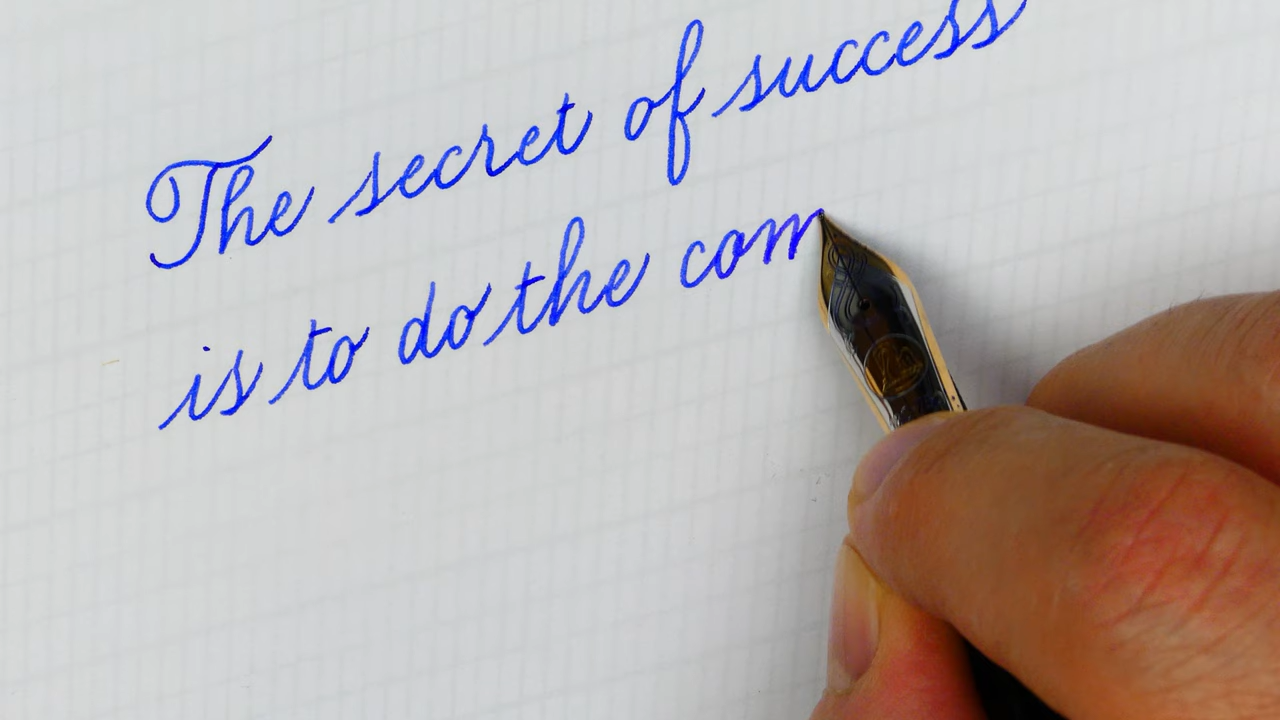 The secret of success
is to do the com